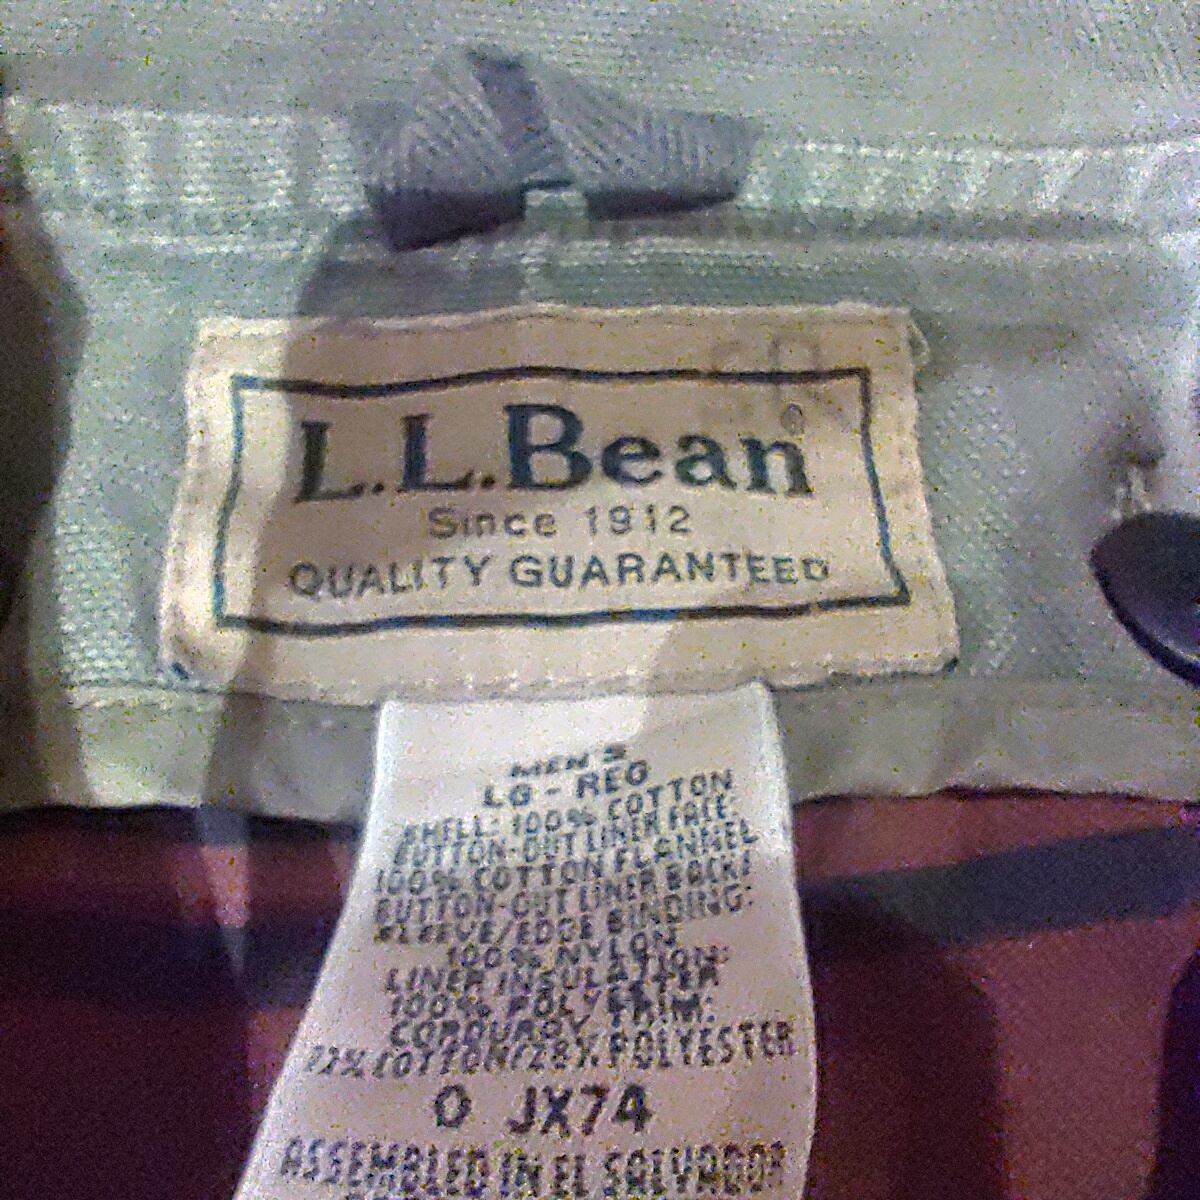 L.L.Bean®
Since 1912
QUALITY GUARANTEED
MEN'S
LG - REG
SHELL: 100% COTTON
BUTTON-OUT LINER FACE:
100% COTTON FLANNEL
BUTTON-OUT LINER BACK/
SLEEVE/EDGE BINDING:
100% NYLON
LINER INSULATION:
100% POLYESTER
CORDUROY TRIM:
72% COTTON/28% POLYESTER
0 JX74
ASSEMBLED IN EL SALVADOR